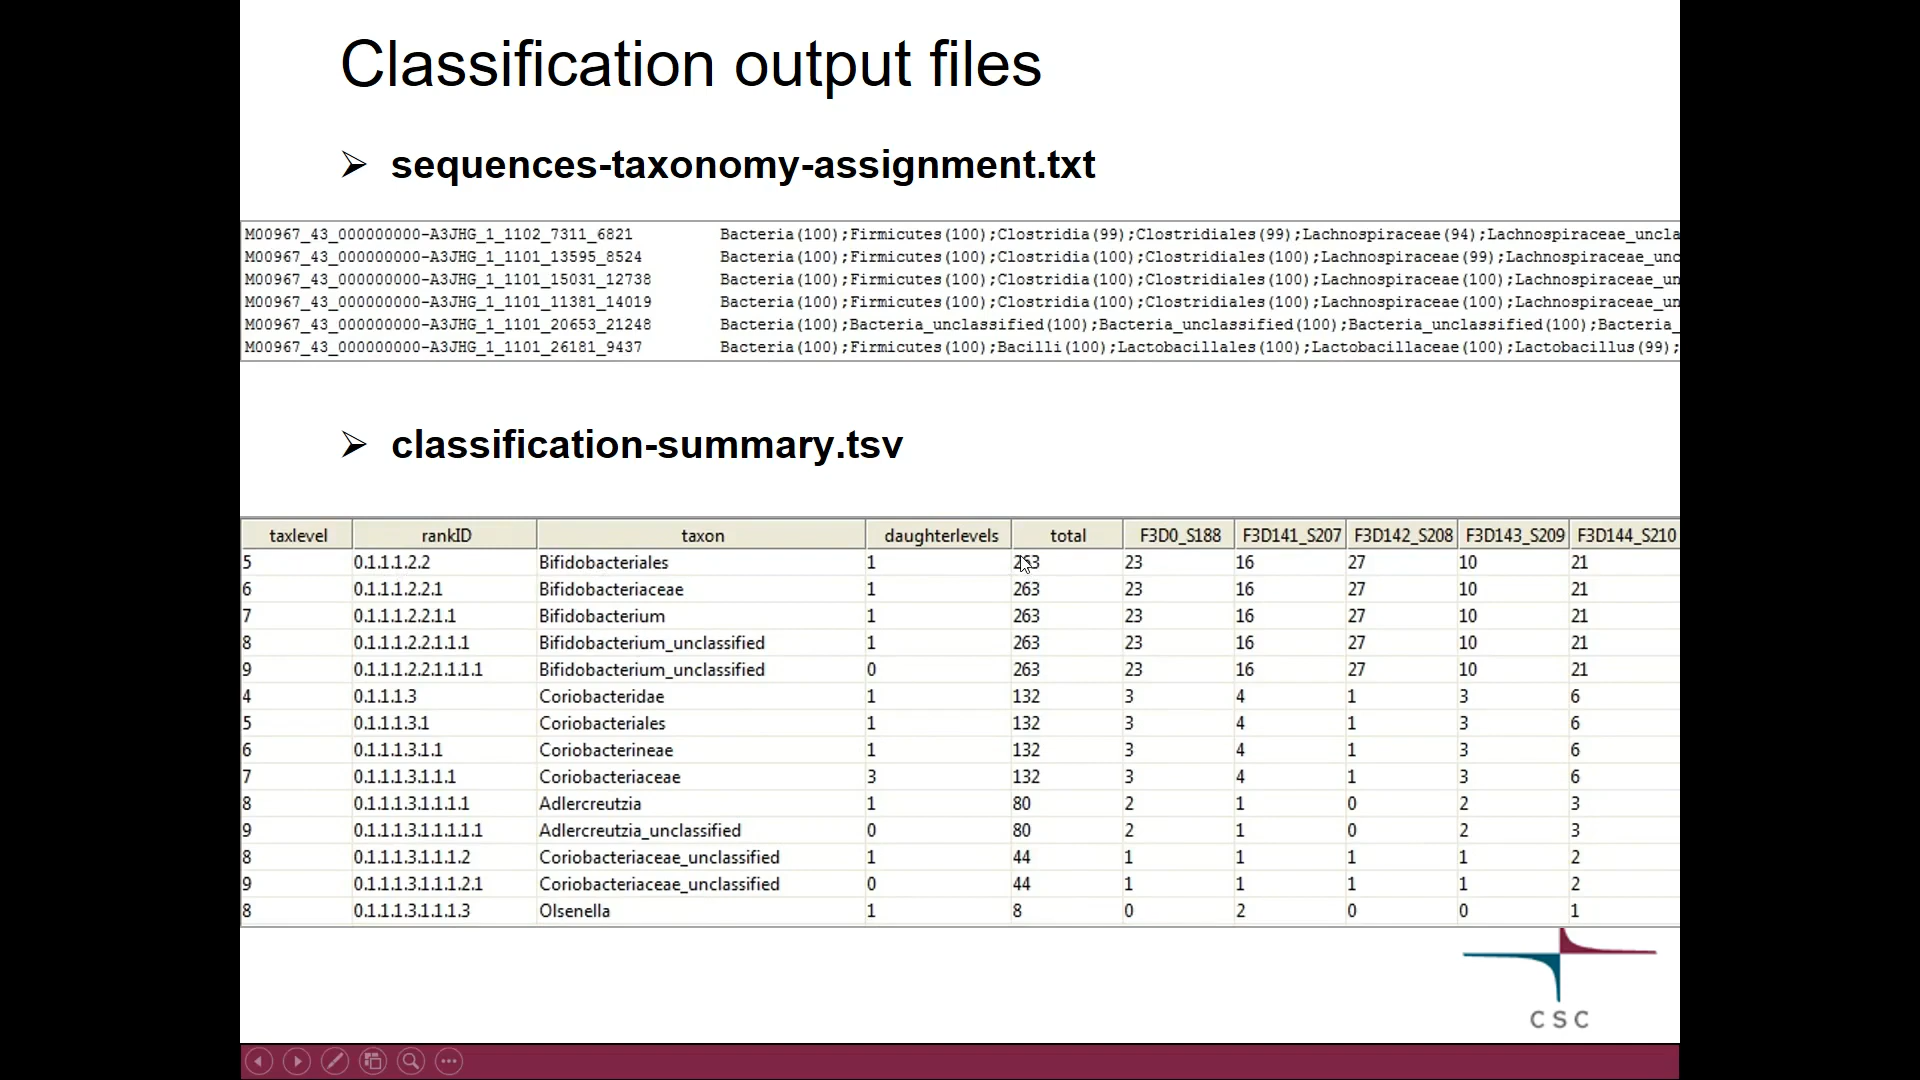 Classification output files
➢ sequences-taxonomy-assignment.txt
M00967_43_000000000-A3JHG_1_1102_7311_6821 Bacteria(100);Firmicutes(100);Clostridia(99);Clostridiales(99);Lachnospiraceae(94);Lachnospiraceae_uncla
M00967_43_000000000-A3JHG_1_1101_13595_8524 Bacteria(100);Firmicutes(100);Clostridia(100);Clostridiales(100);Lachnospiraceae(99);Lachnospiraceae_unc
M00967_43_000000000-A3JHG_1_1101_15031_12738 Bacteria(100);Firmicutes(100);Clostridia(100);Clostridiales(100);Lachnospiraceae(100);Lachnospiraceae_un
M00967_43_000000000-A3JHG_1_1101_11381_14019 Bacteria(100);Firmicutes(100);Clostridia(100);Clostridiales(100);Lachnospiraceae(100);Lachnospiraceae_un
M00967_43_000000000-A3JHG_1_1101_20653_21248 Bacteria(100);Bacteria_unclassified(100);Bacteria_unclassified(100);Bacteria_unclassified(100);Bacteria_
M00967_43_000000000-A3JHG_1_1101_26181_9437 Bacteria(100);Firmicutes(100);Bacilli(100);Lactobacillales(100);Lactobacillaceae(100);Lactobacillus(99);
➢ classification-summary.tsv
taxlevel rankID taxon daughterlevels total F3D0_S188 F3D141_S207 F3D142_S208 F3D143_S209 F3D144_S210
5 0.1.1.1.2.2 Bifidobacteriales 1 263 23 16 27 10 21
6 0.1.1.1.2.2.1 Bifidobacteriaceae 1 263 23 16 27 10 21
7 0.1.1.1.2.2.1.1 Bifidobacterium 1 263 23 16 27 10 21
8 0.1.1.1.2.2.1.1.1 Bifidobacterium_unclassified 1 263 23 16 27 10 21
9 0.1.1.1.2.2.1.1.1.1 Bifidobacterium_unclassified 0 263 23 16 27 10 21
4 0.1.1.1.3 Coriobacteridae 1 132 3 4 1 3 6
5 0.1.1.1.3.1 Coriobacteriales 1 132 3 4 1 3 6
6 0.1.1.1.3.1.1 Coriobacterineae 1 132 3 4 1 3 6
7 0.1.1.1.3.1.1.1 Coriobacteriaceae 3 132 3 4 1 3 6
8 0.1.1.1.3.1.1.1.1 Adlercreutzia 1 80 2 1 0 2 3
9 0.1.1.1.3.1.1.1.1.1 Adlercreutzia_unclassified 0 80 2 1 0 2 3
8 0.1.1.1.3.1.1.1.2 Coriobacteriaceae_unclassified 1 44 1 1 1 1 2
9 0.1.1.1.3.1.1.1.2.1 Coriobacteriaceae_unclassified 0 44 1 1 1 1 2
8 0.1.1.1.3.1.1.1.3 Olsenella 1 8 0 2 0 0 1
CSC